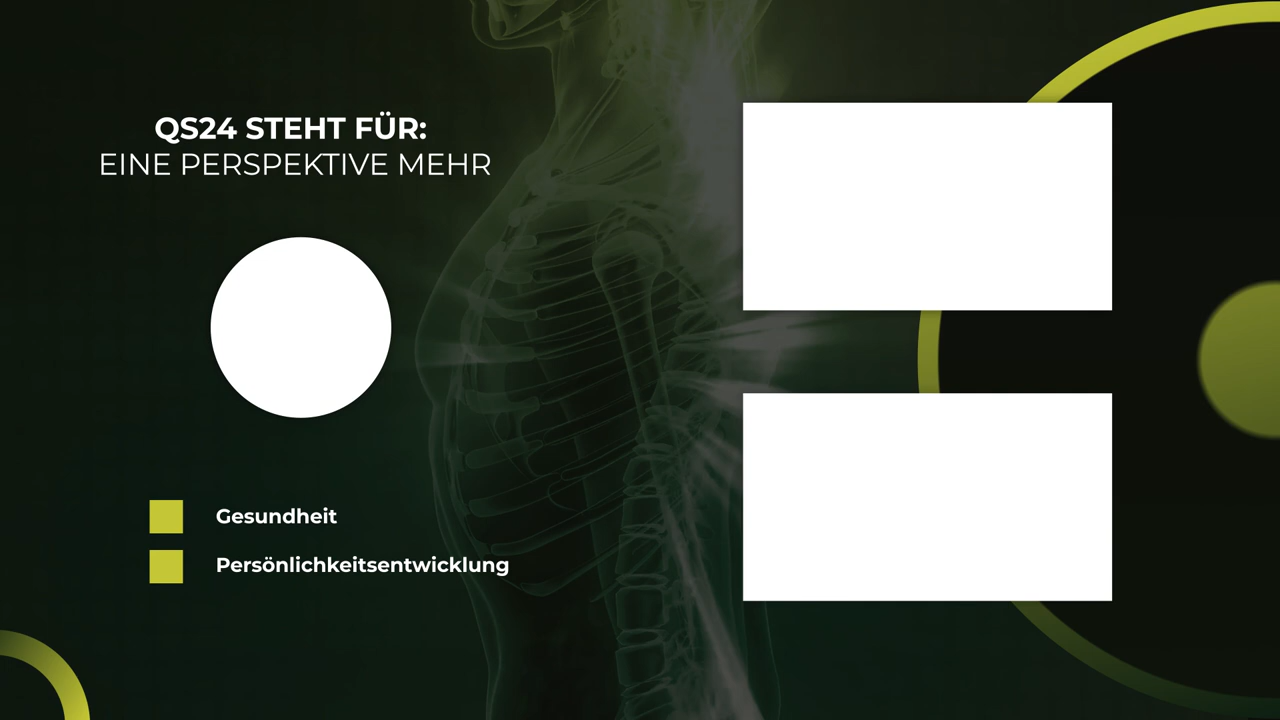 QS24 STEHT FÜR:
EINE PERSPEKTIVE MEHR
Gesundheit
Persönlichkeitsentwicklung